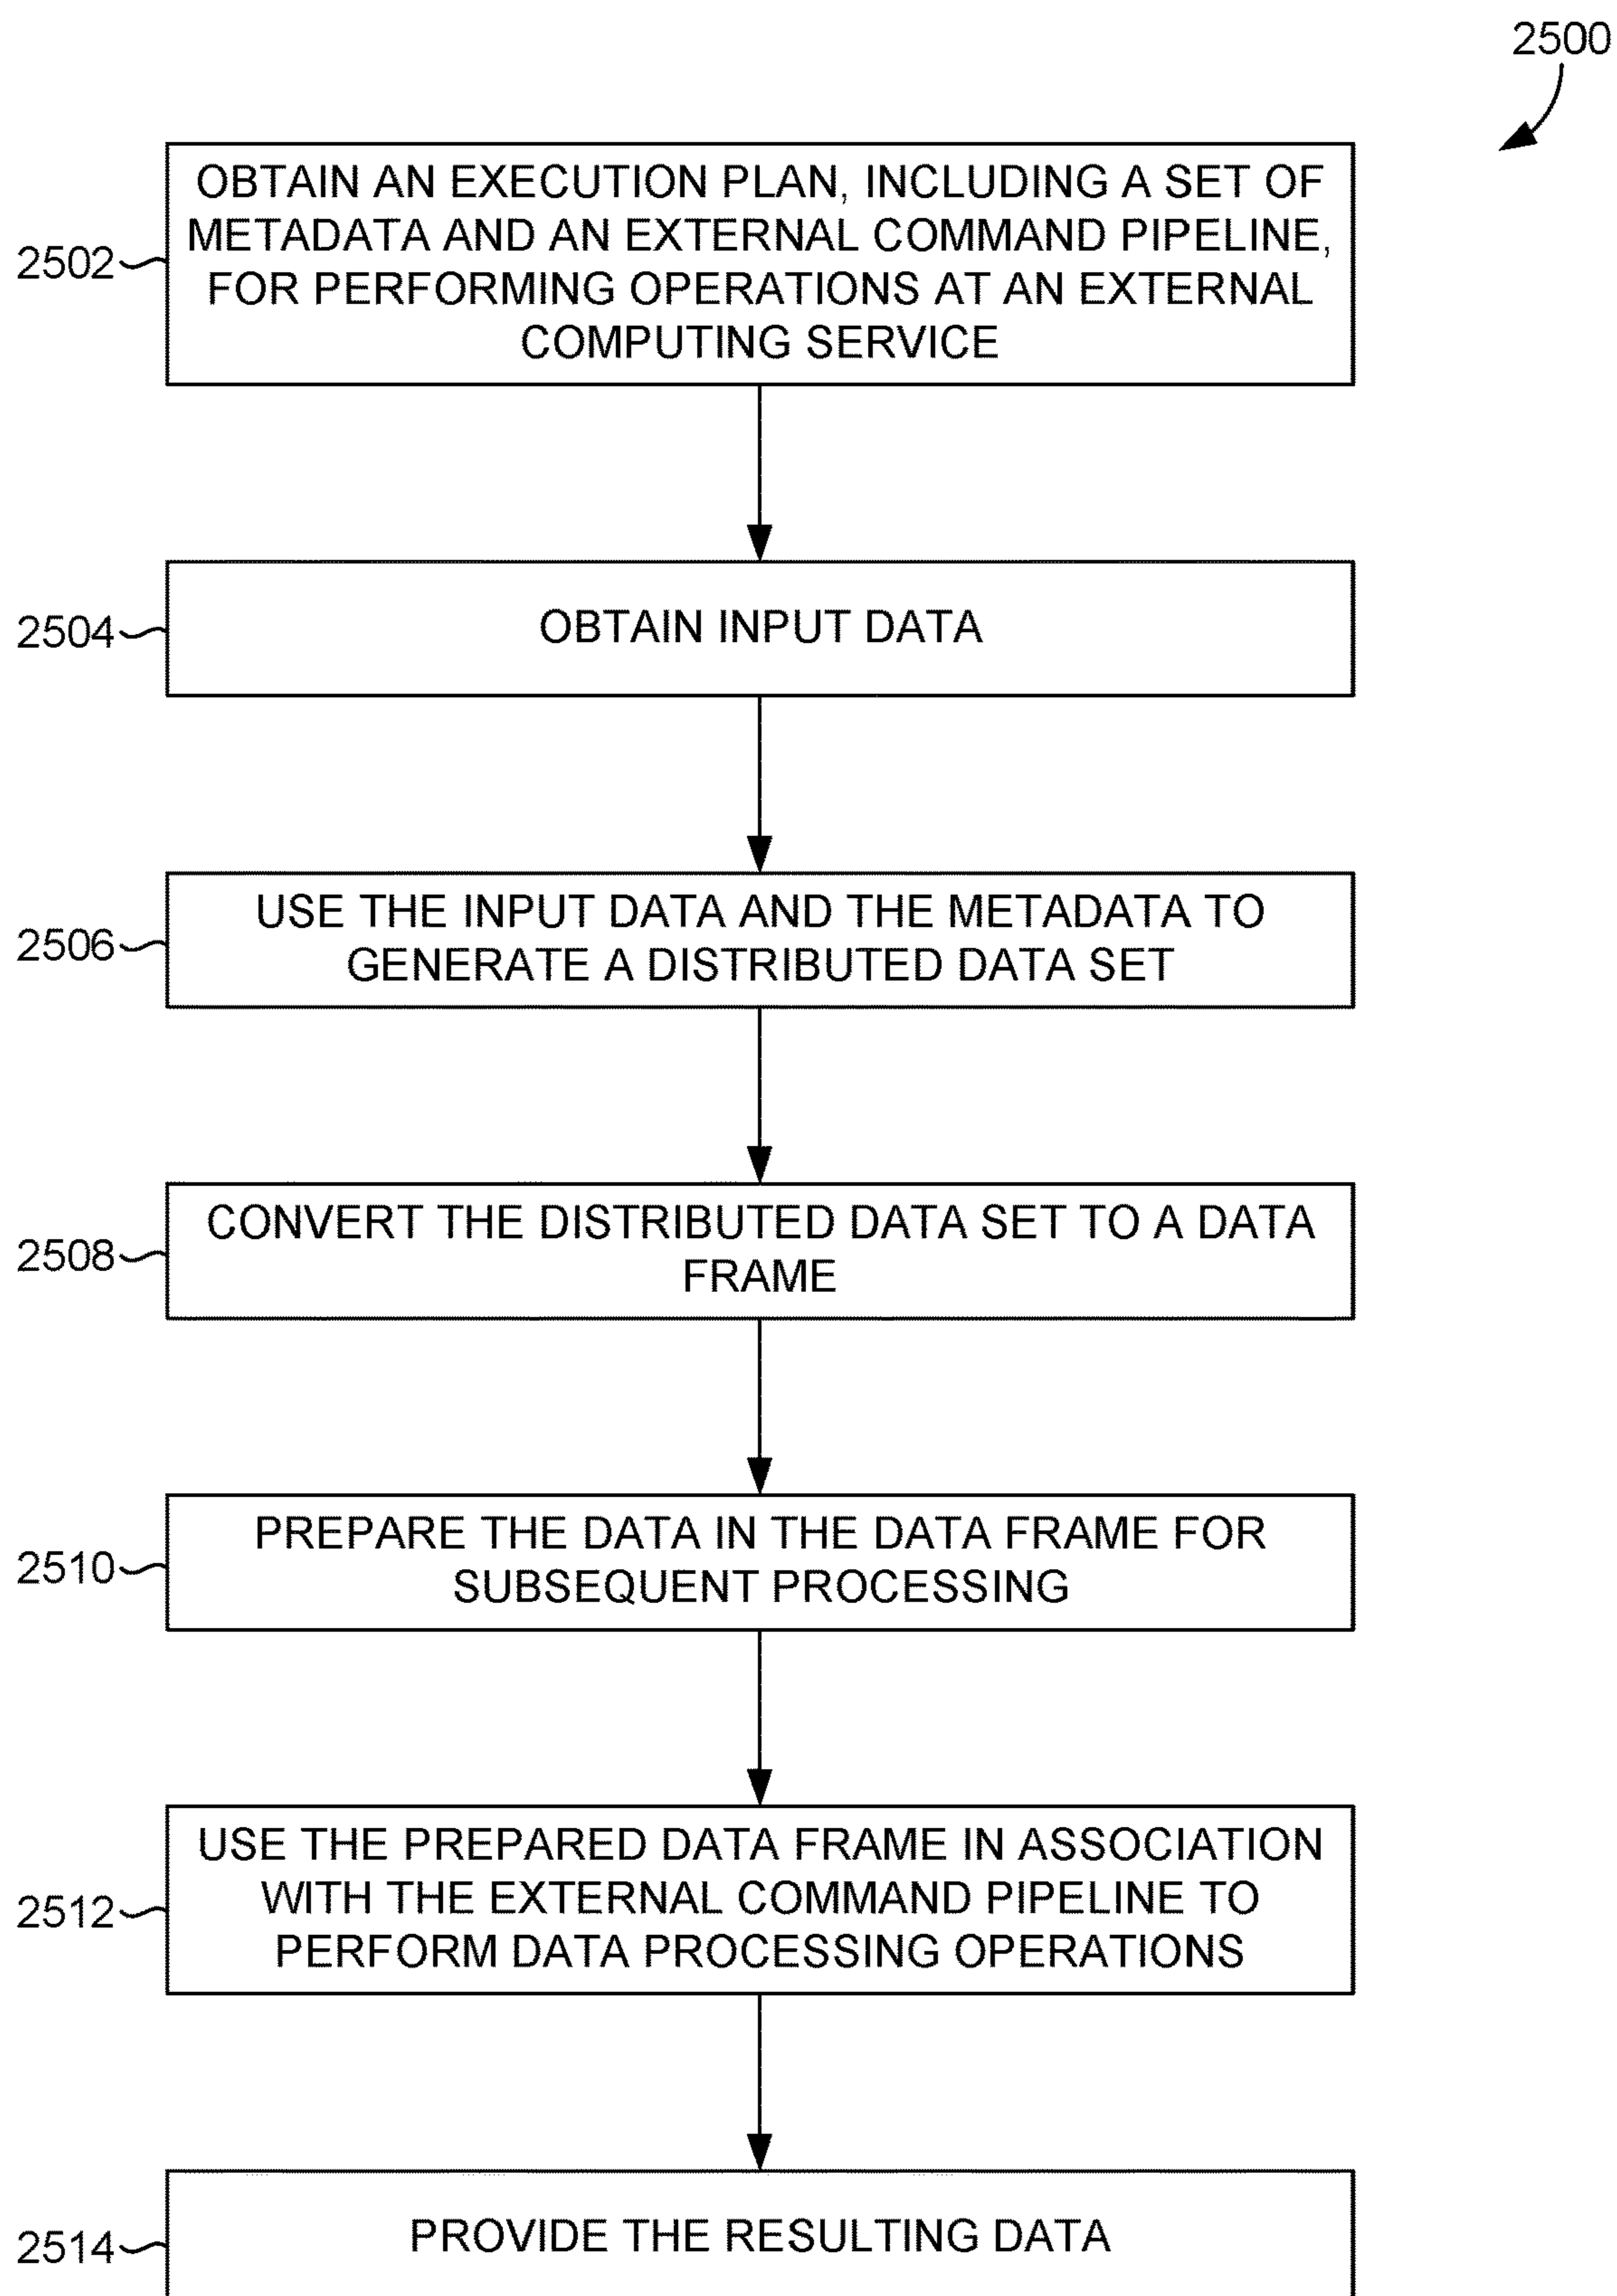 2500
OBTAIN AN EXECUTION PLAN, INCLUDING A SET OF
METADATA AND AN EXTERNAL COMMAND PIPELINE,
FOR PERFORMING OPERATIONS AT AN EXTERNAL
COMPUTING SERVICE
2502
OBTAIN INPUT DATA
2504
USE THE INPUT DATA AND THE METADATA TO
GENERATE A DISTRIBUTED DATA SET
2506
CONVERT THE DISTRIBUTED DATA SET TO A DATA
FRAME
2508
PREPARE THE DATA IN THE DATA FRAME FOR
SUBSEQUENT PROCESSING
2510
USE THE PREPARED DATA FRAME IN ASSOCIATION
WITH THE EXTERNAL COMMAND PIPELINE TO
PERFORM DATA PROCESSING OPERATIONS
2512
PROVIDE THE RESULTING DATA
2514